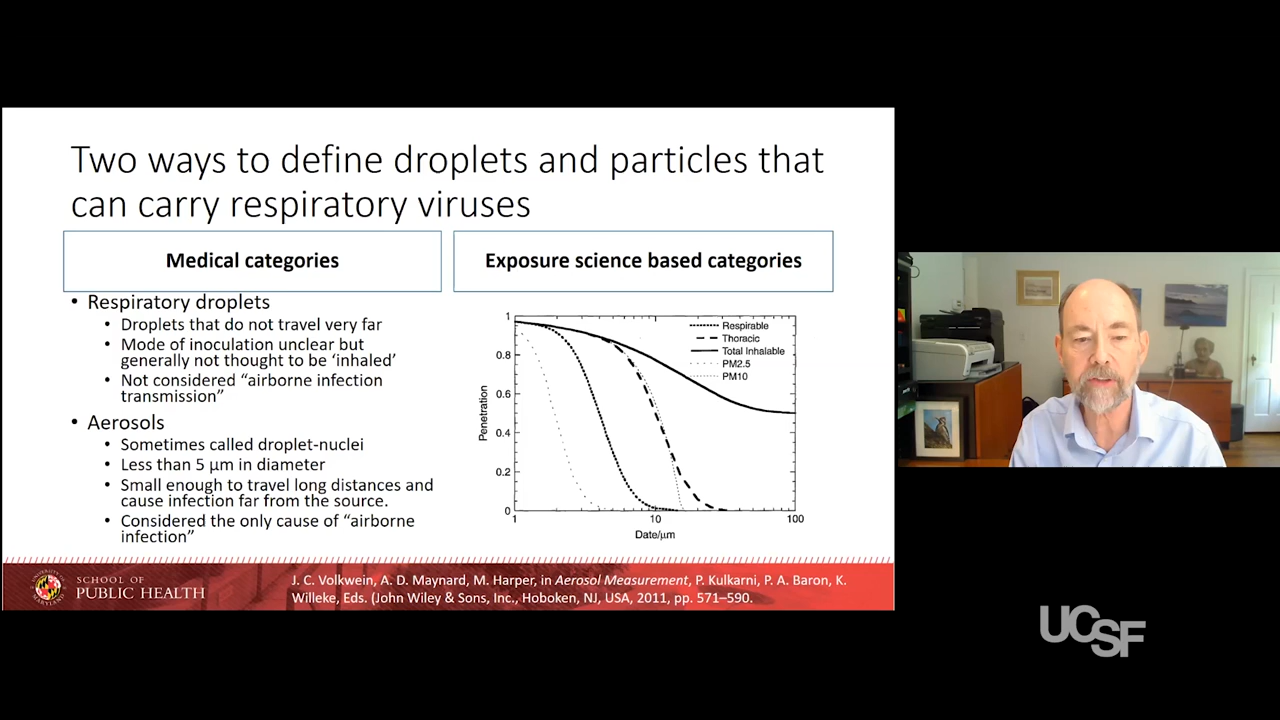 Two ways to define droplets and particles that
can carry respiratory viruses
Medical categories
Exposure science based categories
• Respiratory droplets
• Droplets that do not travel very far
• Mode of inoculation unclear but
generally not thought to be ‘inhaled’
• Not considered “airborne infection
transmission”
• Aerosols
• Sometimes called droplet-nuclei
• Less than 5 µm in diameter
• Small enough to travel long distances and
cause infection far from the source.
• Considered the only cause of “airborne
infection”
Respirable
Thoracic
Total Inhalable
PM2.5
PM10
1
0.8
0.6
0.4
0.2
0
Penetration
1
10
100
Date/µm
SCHOOL OF
PUBLIC HEALTH
J. C. Volkwein, A. D. Maynard, M. Harper, in Aerosol Measurement, P. Kulkarni, P. A. Baron, K.
Willeke, Eds. (John Wiley & Sons, Inc., Hoboken, NJ, USA, 2011, pp. 571–590.
UCSF